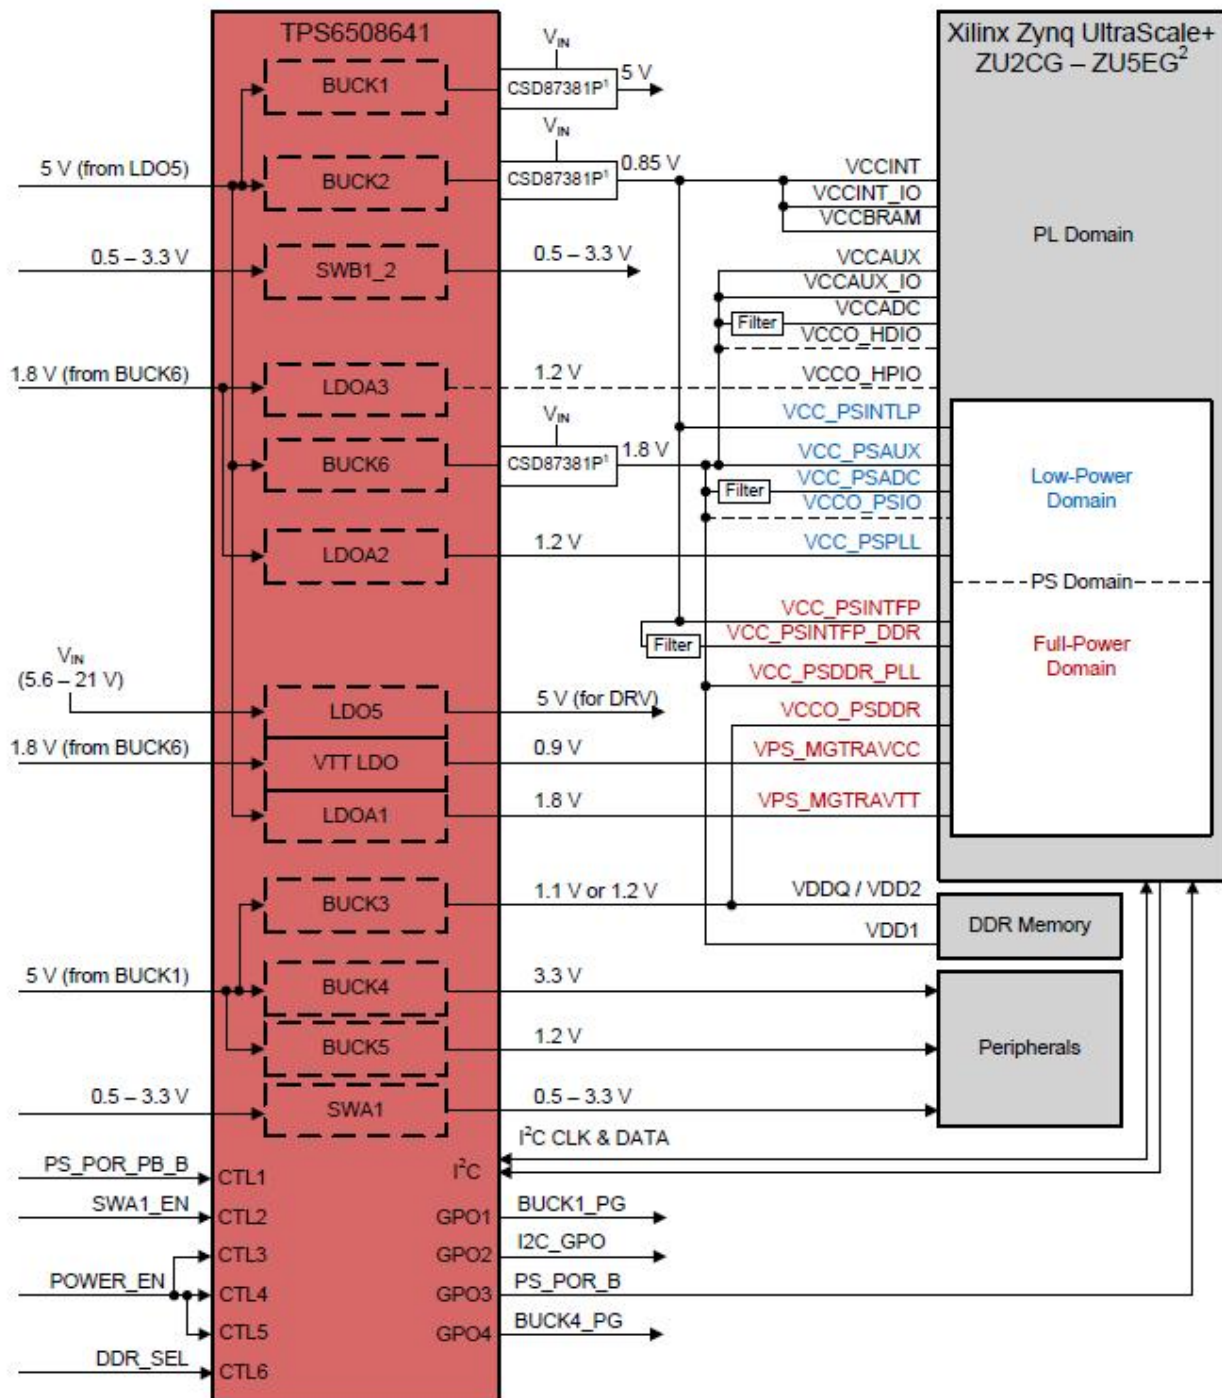 TPS6508641
Xilinx Zynq UltraScale+
ZU2CG – ZU5EG²
V_IN
BUCK1
CSD87381P¹
5 V
V_IN
5 V (from LDO5)
BUCK2
CSD87381P¹
0.85 V
VCCINT
VCCINT_IO
VCCBRAM
PL Domain
0.5 – 3.3 V
SWB1_2
0.5 – 3.3 V
VCCAUX
VCCAUX_IO
VCCADC
Filter
VCCO_HDIO
1.8 V (from BUCK6)
LDOA3
1.2 V
VCCO_HPIO
V_IN
VCC_PSINTLP
BUCK6
CSD87381P¹
1.8 V
VCC_PSAUX
VCC_PSADC
Filter
VCCO_PSIO
Low-Power
Domain
LDOA2
1.2 V
VCC_PSPLL
PS Domain
VCC_PSINTFP
VCC_PSINTFP_DDR
Filter
Full-Power
Domain
VCC_PSDDR_PLL
V_IN
(5.6 – 21 V)
LDO5
5 V (for DRV)
VCCO_PSDDR
1.8 V (from BUCK6)
VTT LDO
0.9 V
VPS_MGTRAVCC
LDOA1
1.8 V
VPS_MGTRAVTT
BUCK3
1.1 V or 1.2 V
VDDQ / VDD2
VDD1
DDR Memory
5 V (from BUCK1)
BUCK4
3.3 V
BUCK5
1.2 V
Peripherals
0.5 – 3.3 V
SWA1
0.5 – 3.3 V
I²C CLK & DATA
PS_POR_PB_B
CTL1
I²C
SWA1_EN
CTL2
GPO1
BUCK1_PG
CTL3
GPO2
I2C_GPO
POWER_EN
CTL4
GPO3
PS_POR_B
CTL5
GPO4
BUCK4_PG
DDR_SEL
CTL6